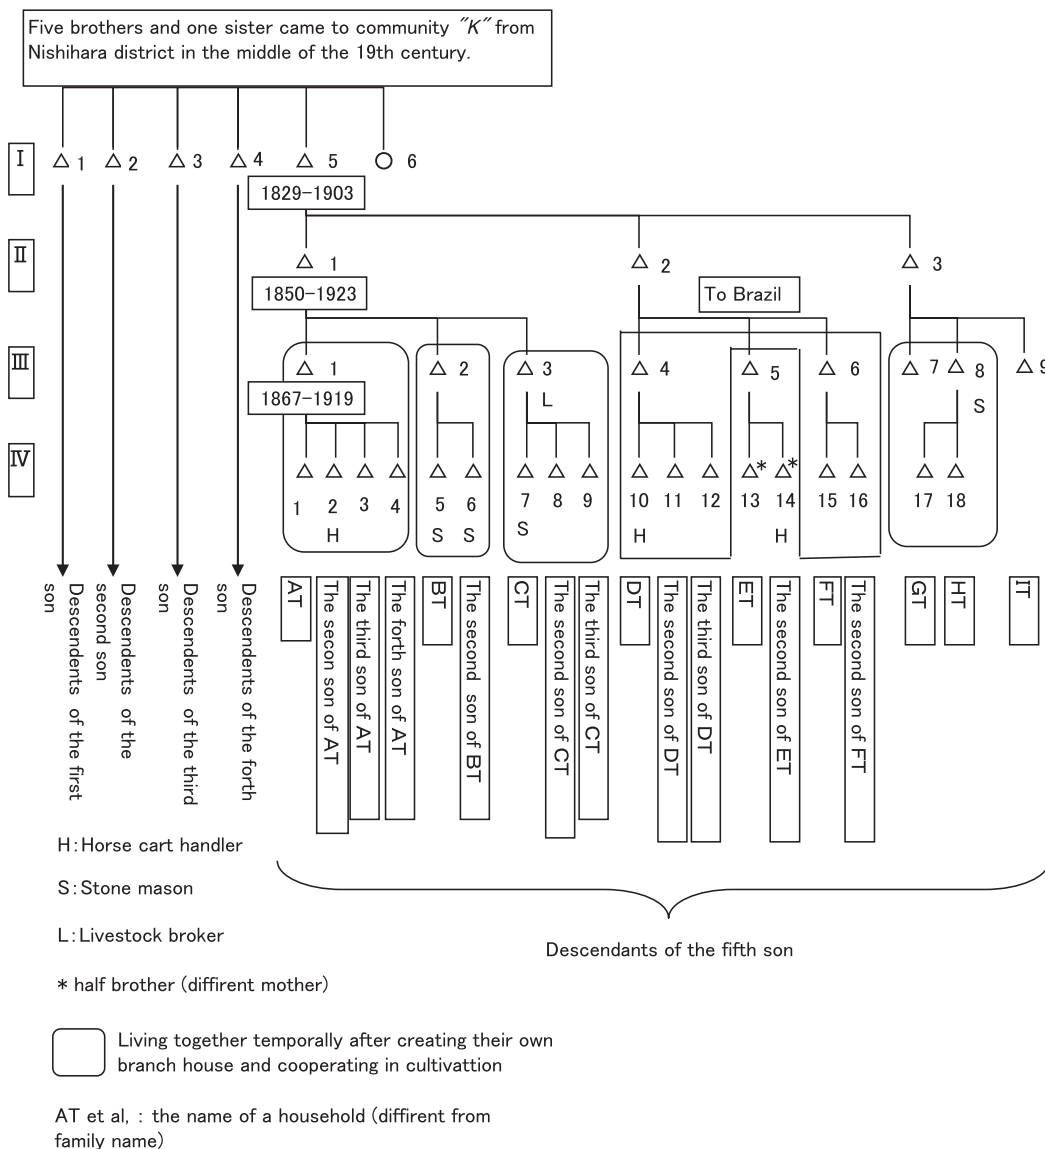 Five brothers and one sister came to community "K" from
Nishihara district in the middle of the 19th century.
I
1
2
3
4
5
6
1829-1903
II
1
2
3
1850-1923
To Brazil
III
1
2
3
4
5
6
7
8
9
L
S
1867-1919
IV
*
*
1
2
3
4
5
6
7
8
9
10
11
12
13
14
15
16
17
18
H
S
S
S
H
H
Descendents of the first
son
Descendents of the
second son
Descendents of the third
son
Descendents of the forth
son
AT
The secon son of AT
The third son of AT
The forth son of AT
BT
The second son of BT
CT
The second son of CT
The third son of CT
DT
The second son of DT
The third son of DT
ET
The second son of ET
FT
The second son of FT
GT
HT
IT
H:Horse cart handler
S:Stone mason
L:Livestock broker
* half brother (diffirent mother)
Descendants of the fifth son
Living together temporally after creating their own
branch house and cooperating in cultivattion
AT et al, : the name of a household (diffirent from
family name)